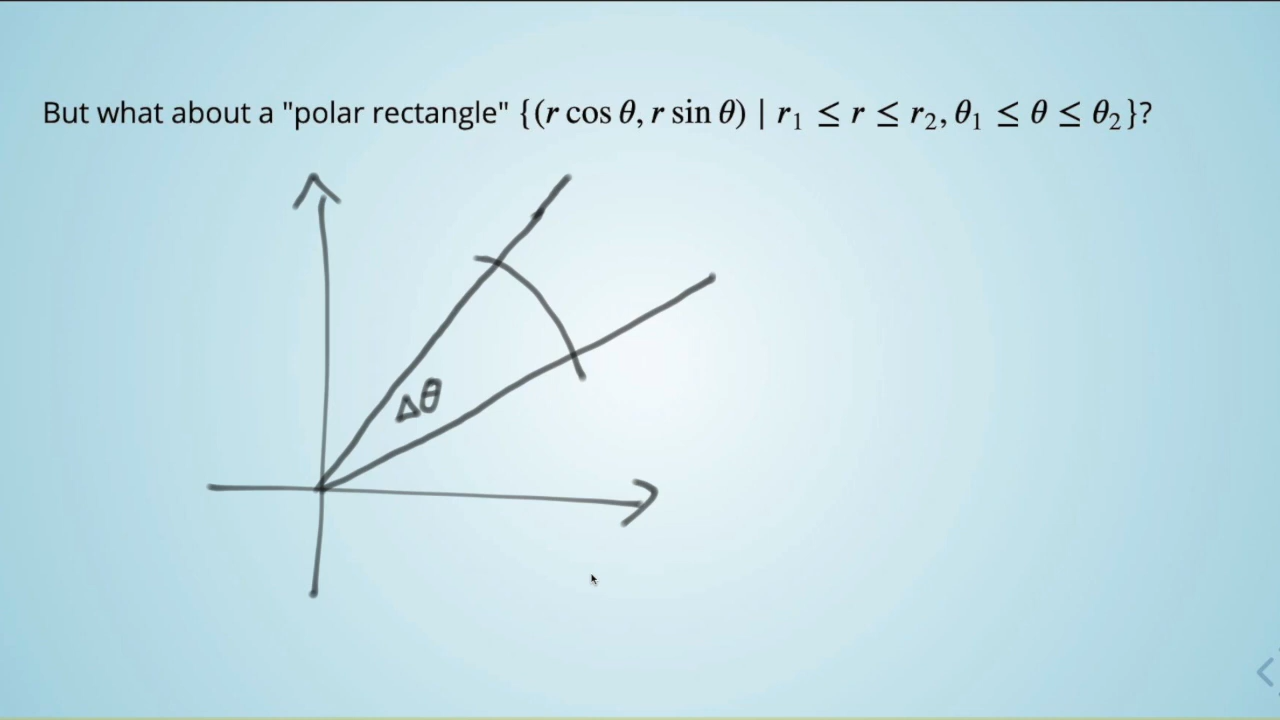 But what about a "polar rectangle" {(r cos θ, r sin θ) | r₁ ≤ r ≤ r₂, θ₁ ≤ θ ≤ θ₂}?
Δθ